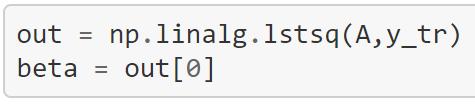 out = np.linalg.lstsq(A,y_tr)
beta = out[0]